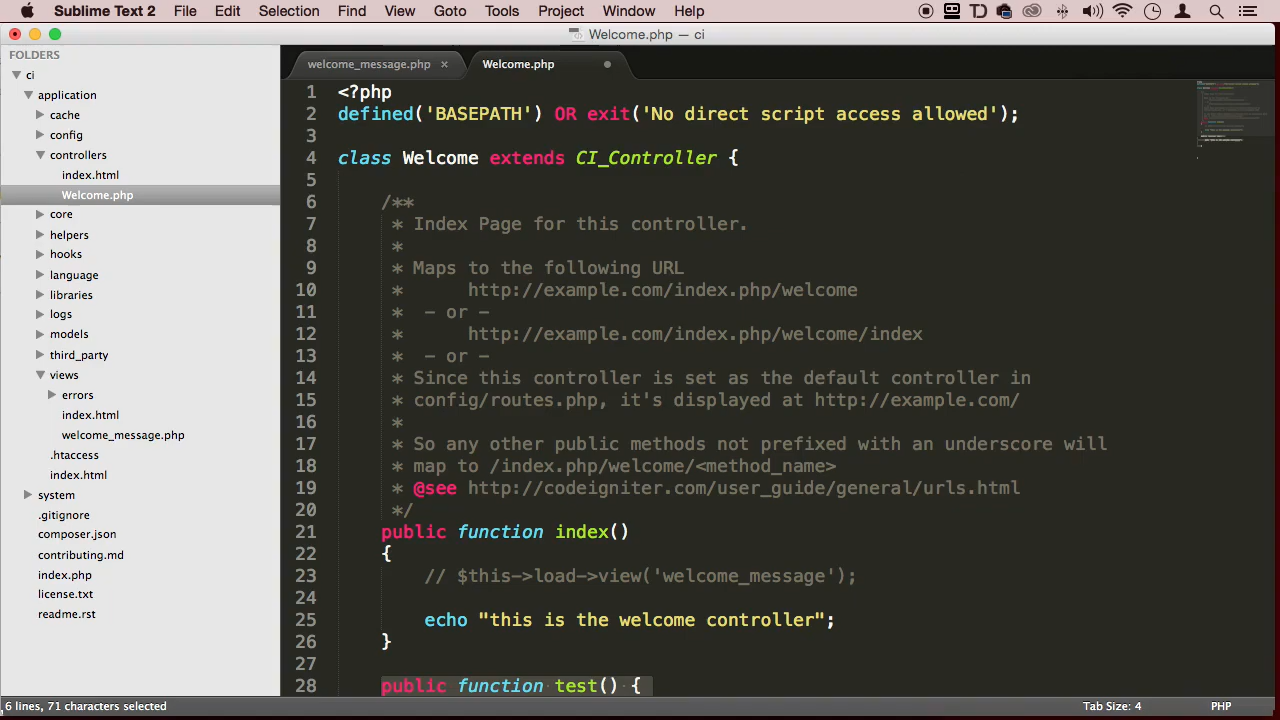 Sublime Text 2 File Edit Selection Find View Goto Tools Project Window Help
Welcome.php — ci
FOLDERS
ci
application
cache
config
controllers
index.html
Welcome.php
core
helpers
hooks
language
libraries
logs
models
third_party
views
errors
index.html
welcome_message.php
.htaccess
index.html
system
.gitignore
composer.json
contributing.md
index.php
license.txt
readme.rst
welcome_message.php × Welcome.php
1 <?php
2 defined('BASEPATH') OR exit('No direct script access allowed');
3
4 class Welcome extends CI_Controller {
5
6 /**
7 * Index Page for this controller.
8 *
9 * Maps to the following URL
10 * http://example.com/index.php/welcome
11 * - or -
12 * http://example.com/index.php/welcome/index
13 * - or -
14 * Since this controller is set as the default controller in
15 * config/routes.php, it's displayed at http://example.com/
16 *
17 * So any other public methods not prefixed with an underscore will
18 * map to /index.php/welcome/<method_name>
19 * @see http://codeigniter.com/user_guide/general/urls.html
20 */
21 public function index()
22 {
23 // $this->load->view('welcome_message');
24
25 echo "this is the welcome controller";
26 }
27
28 public function test() {
6 lines, 71 characters selected Tab Size: 4 PHP